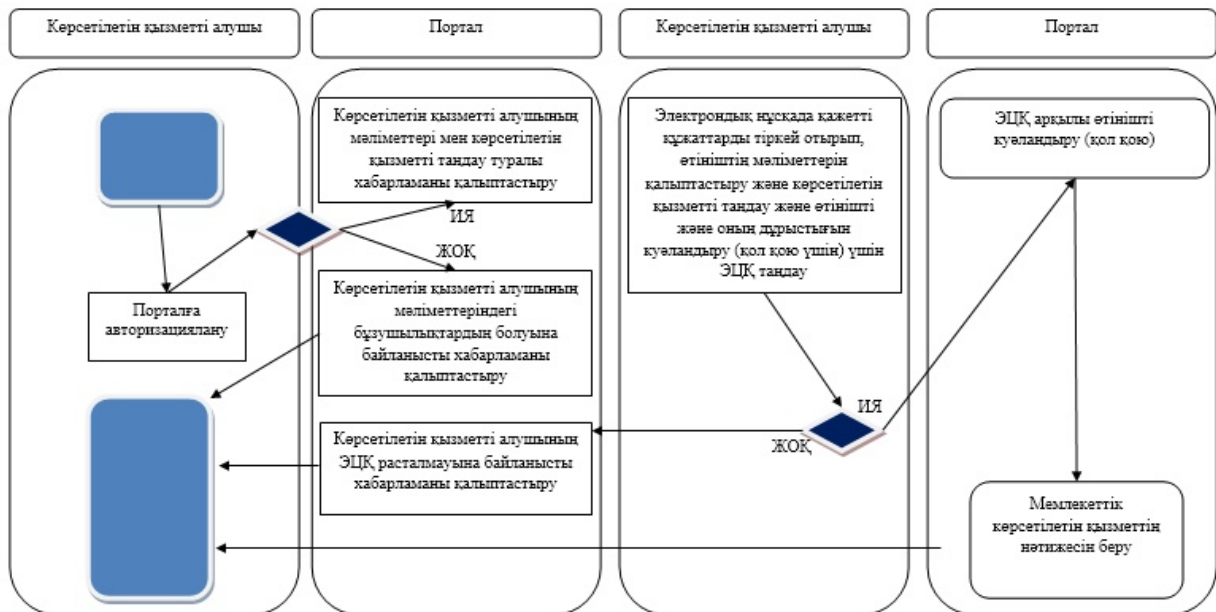 Көрсетілетін қызметті алушы
Портал
Көрсетілетін қызметті алушы
Портал
Көрсетілетін қызметті алушының
мәліметтері мен көрсетілетін
қызметті таңдау туралы
хабарламаны қалыптастыру
ИЯ
ЖОҚ
Порталға
авторизациялану
Көрсетілетін қызметті алушының
мәліметтеріндегі
бұзушылықтардың болуына
байланысты хабарламаны
қалыптастыру
Көрсетілетін қызметті алушының
ЭЦҚ расталмауына байланысты
хабарламаны қалыптастыру
Электрондық нұсқада қажетті
құжаттарды тіркей отырып,
өтініштің мәліметтерін
қалыптастыру және көрсетілетін
қызметті таңдау және өтінішті
және оның дұрыстығын
куәландыру (қол қою үшін) үшін
ЭЦҚ таңдау
ИЯ
ЖОҚ
ЭЦҚ арқылы өтінішті
куәландыру (қол қою)
Мемлекеттік
көрсетілетін қызметтің
нәтижесін беру